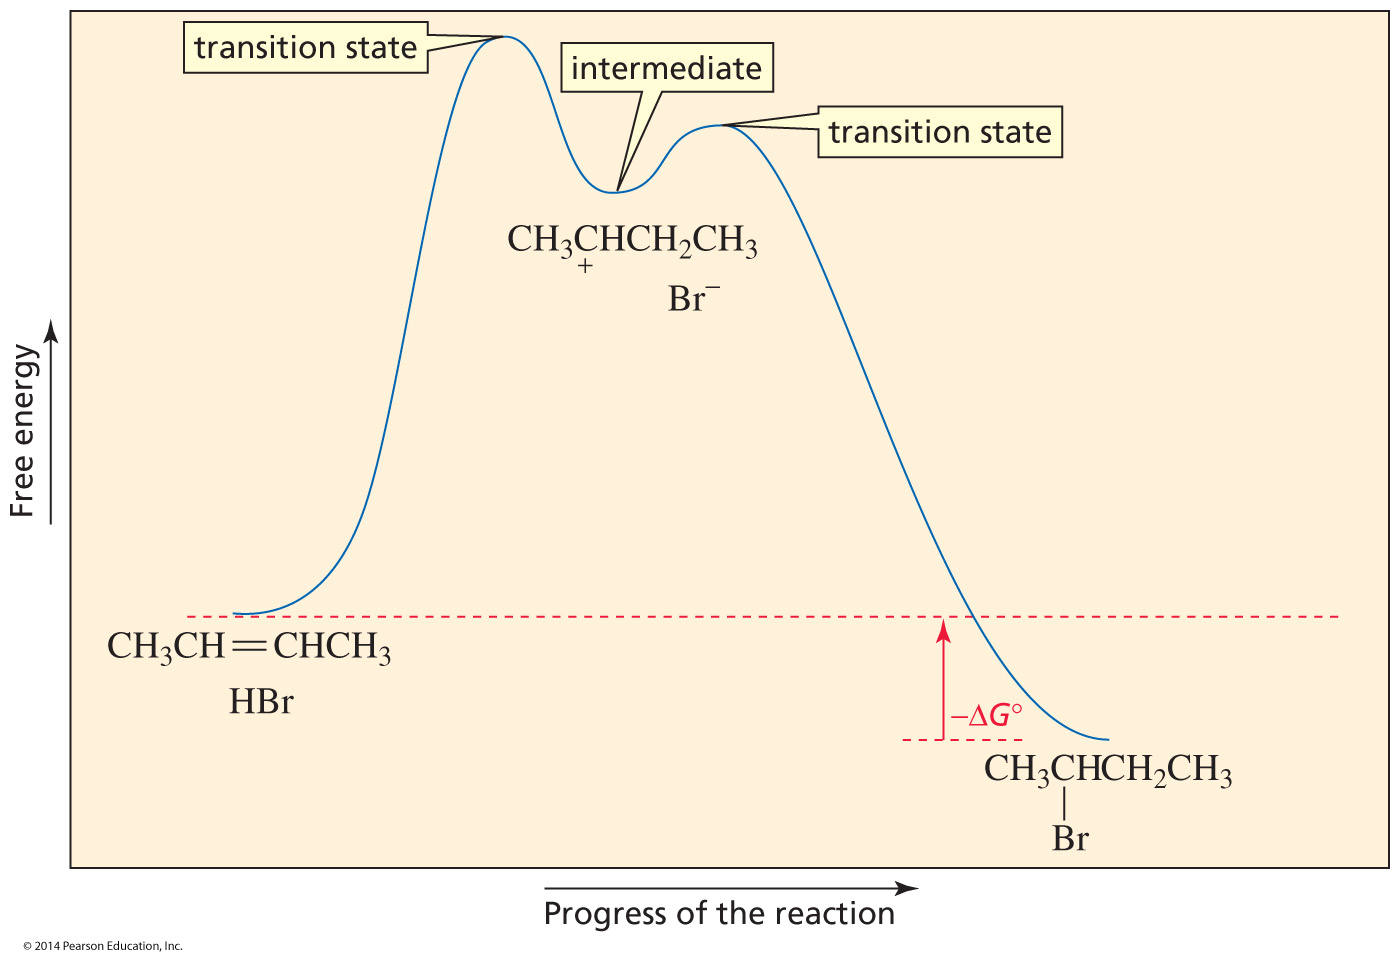 transition state
intermediate
transition state
CH₃CHCH₂CH₃
+
Br⁻
Free energy
CH₃CH=CHCH₃
HBr
−ΔG°
CH₃CHCH₂CH₃
Br
Progress of the reaction
© 2014 Pearson Education, Inc.